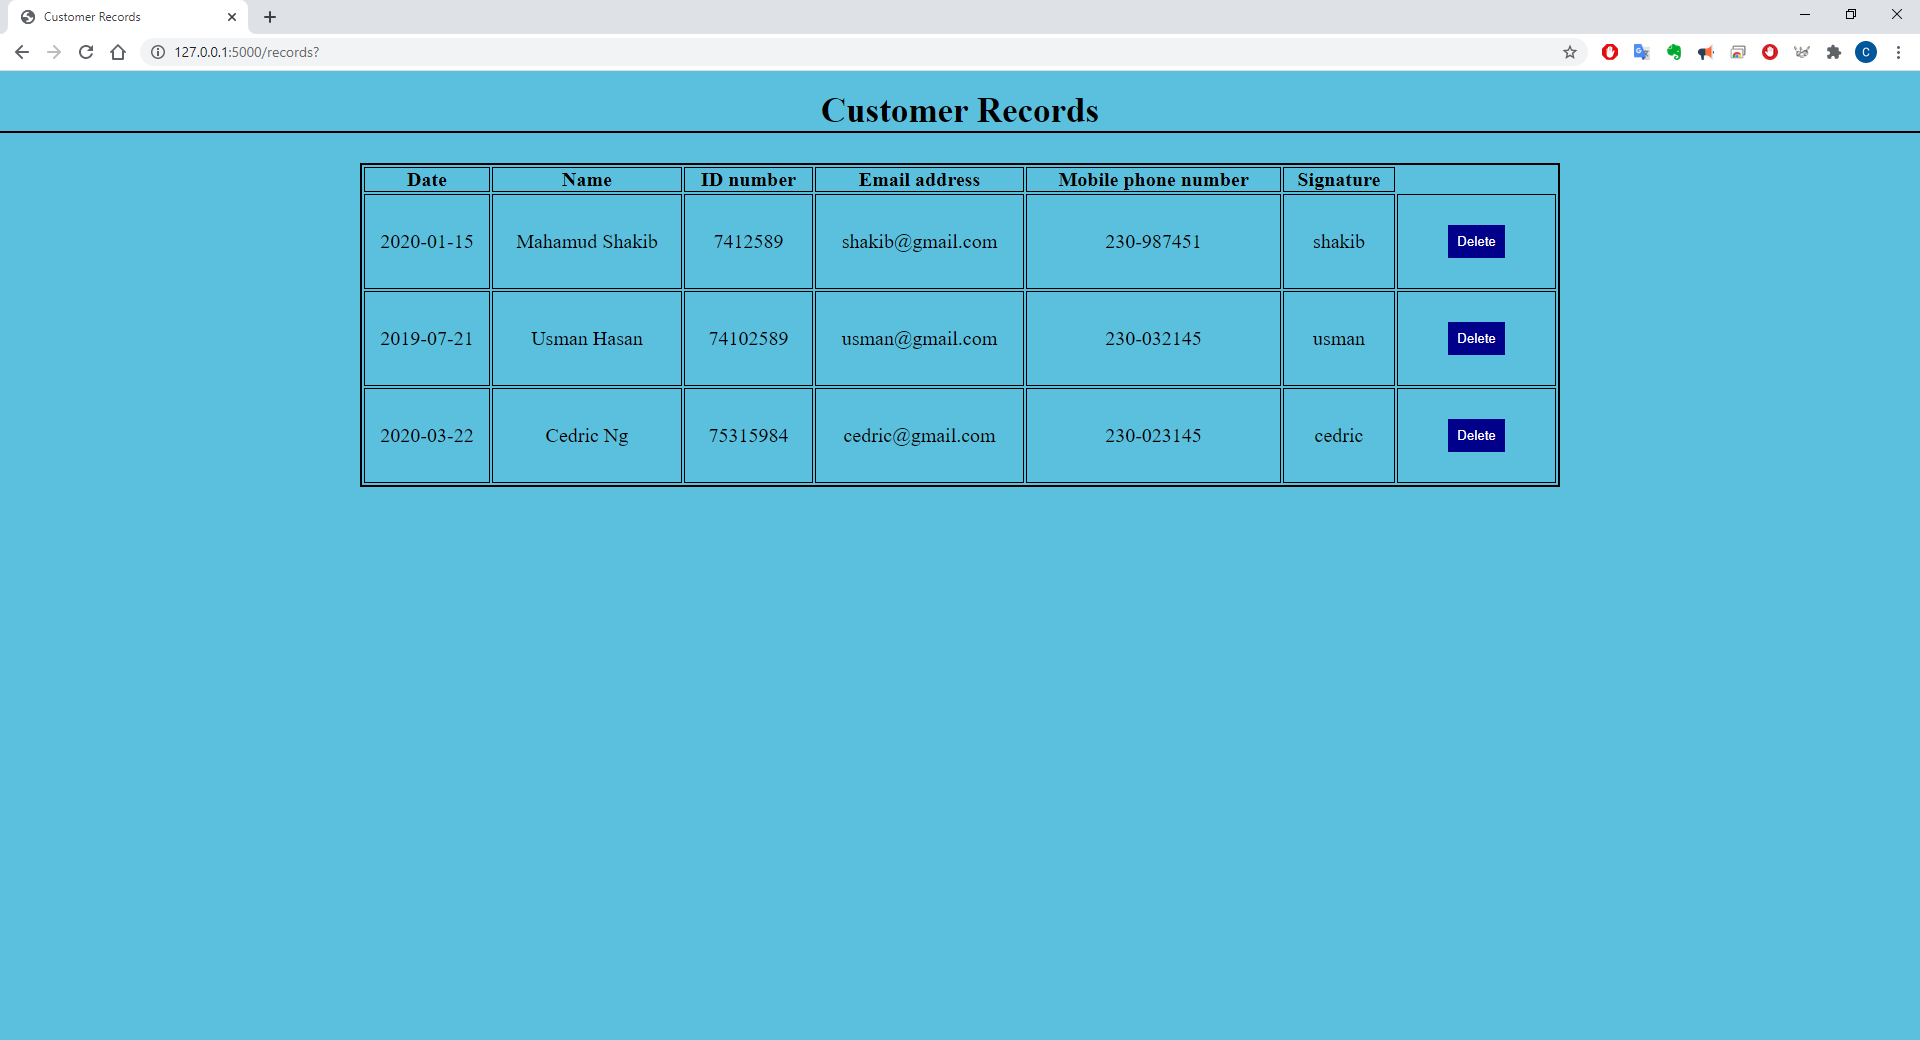 Customer Records
127.0.0.1:5000/records?
C
Customer Records
Date Name ID number Email address Mobile phone number Signature
2020-01-15 Mahamud Shakib 7412589 shakib@gmail.com 230-987451 shakib Delete
2019-07-21 Usman Hasan 74102589 usman@gmail.com 230-032145 usman Delete
2020-03-22 Cedric Ng 75315984 cedric@gmail.com 230-023145 cedric Delete